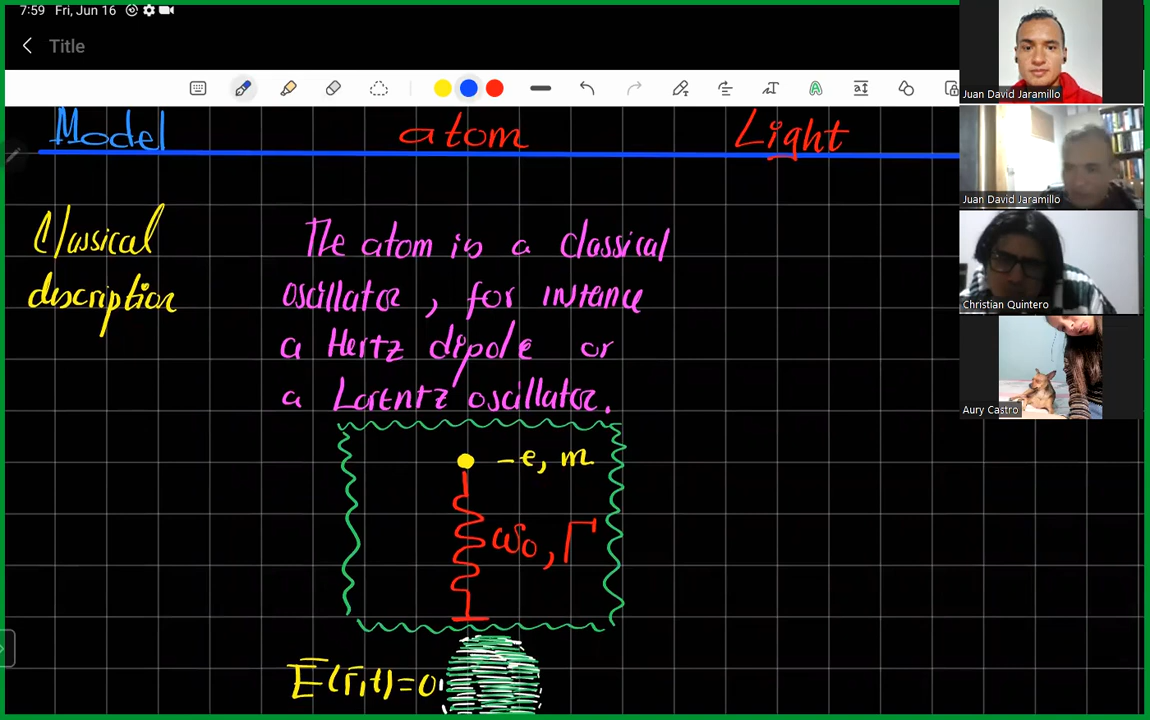 7:59 Fri, Jun 16
Title
Juan David Jaramillo
Juan David Jaramillo
Christian Quintero
Aury Castro
Model atom Light
Classical
description
The atom is a classical
oscillator, for instance
a Hertz dipole or
a Lorentz oscillator.
-e, m
ω₀, Γ
E̅(r̅,t)=0